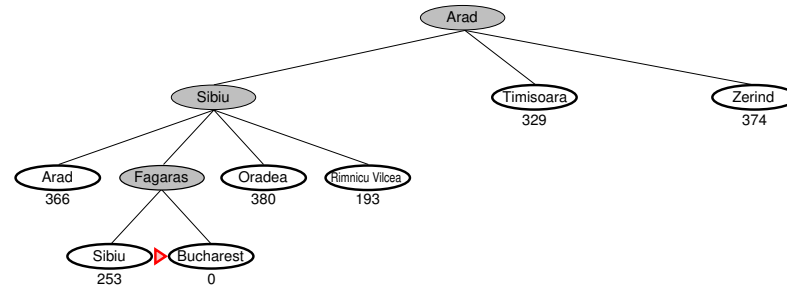 Arad
Sibiu
Timisoara
Zerind
329
374
Arad
Fagaras
Oradea
Rimnicu Vilcea
366
380
193
Sibiu
Bucharest
253
0